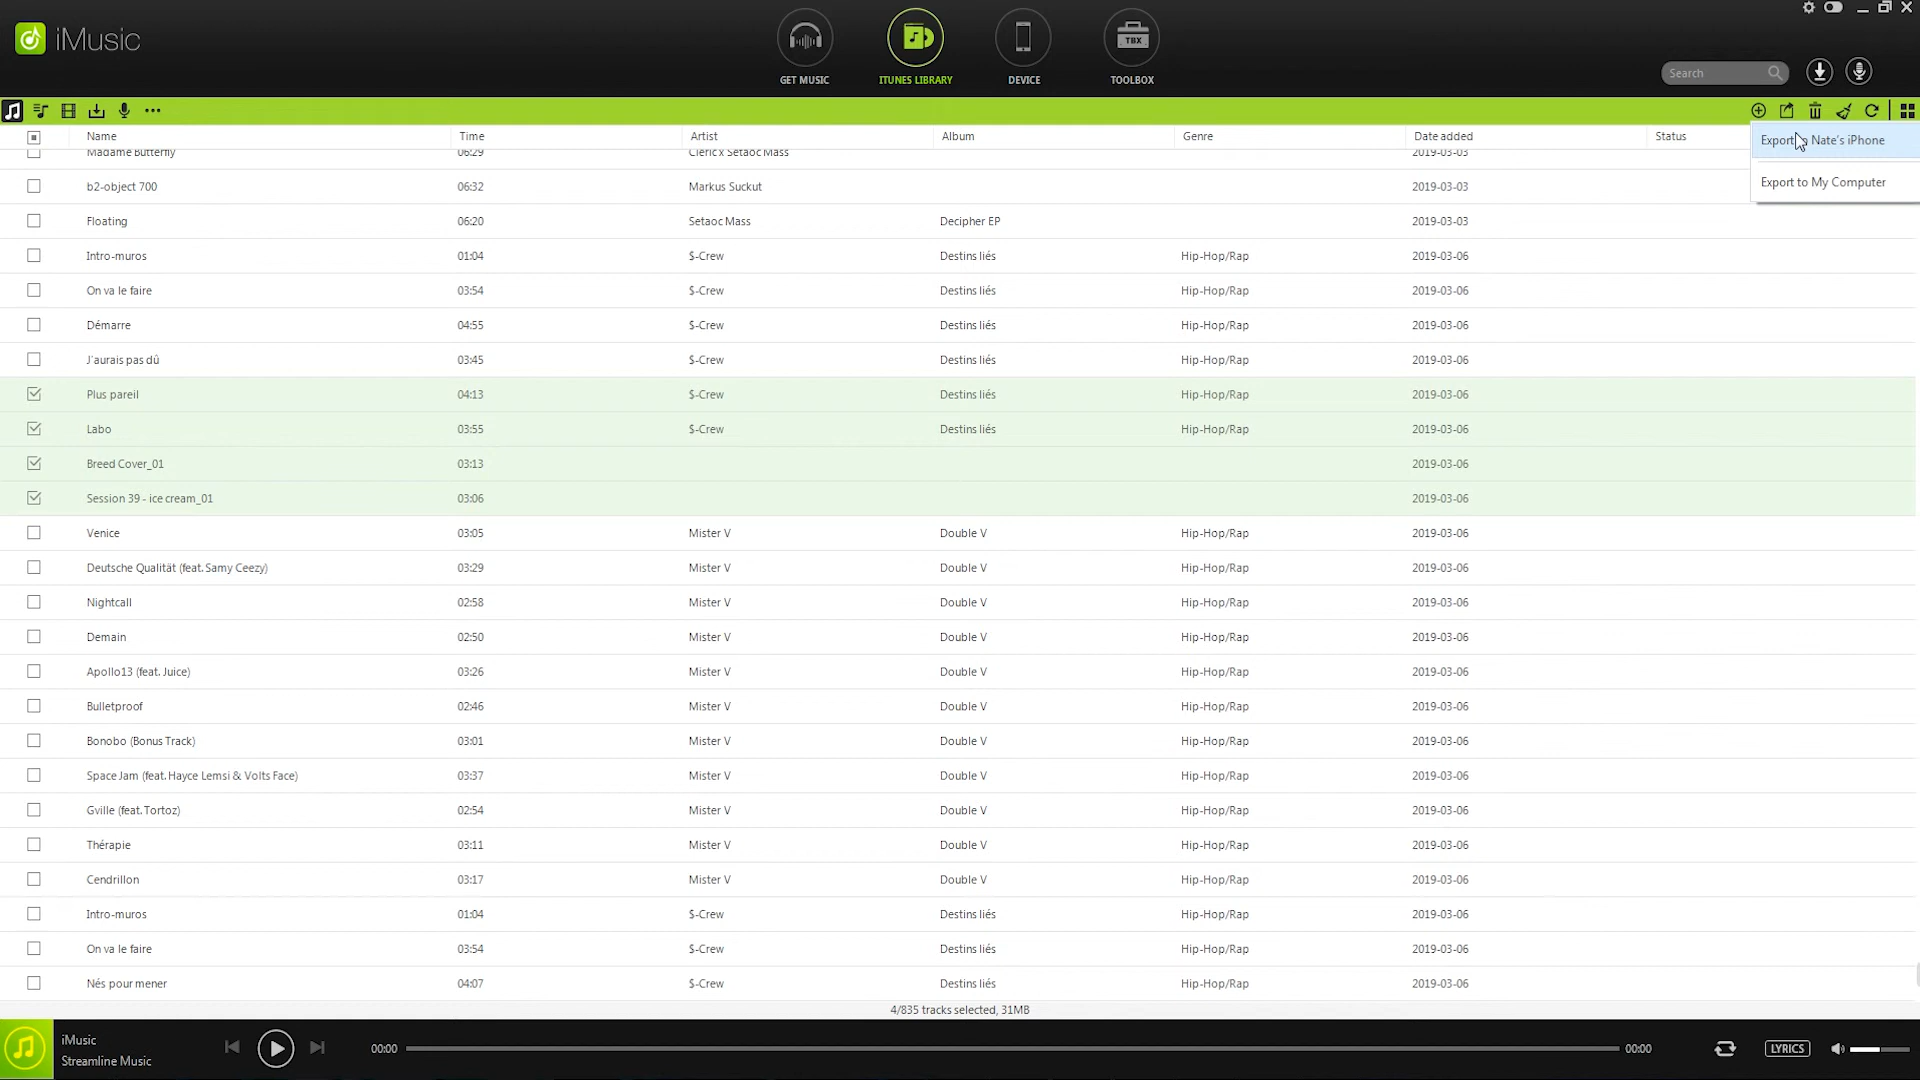 iMusic
GET MUSIC
ITUNES LIBRARY
DEVICE
TBX
TOOLBOX
Search
Name Time Artist Album Genre Date added Status
Export Nate's iPhone
Export to My Computer
Madame Butterfly 06:29 Cleric x Setaoc Mass 2019-03-03
b2-object 700 06:32 Markus Suckut 2019-03-03
Floating 06:20 Setaoc Mass Decipher EP 2019-03-03
Intro-muros 01:04 S-Crew Destins liés Hip-Hop/Rap 2019-03-06
On va le faire 03:54 S-Crew Destins liés Hip-Hop/Rap 2019-03-06
Démarre 04:55 S-Crew Destins liés Hip-Hop/Rap 2019-03-06
J'aurais pas dû 03:45 S-Crew Destins liés Hip-Hop/Rap 2019-03-06
Plus pareil 04:13 S-Crew Destins liés Hip-Hop/Rap 2019-03-06
Labo 03:55 S-Crew Destins liés Hip-Hop/Rap 2019-03-06
Breed Cover_01 03:13 2019-03-06
Session 39 - ice cream_01 03:06 2019-03-06
Venice 03:05 Mister V Double V Hip-Hop/Rap 2019-03-06
Deutsche Qualität (feat. Samy Ceezy) 03:29 Mister V Double V Hip-Hop/Rap 2019-03-06
Nightcall 02:58 Mister V Double V Hip-Hop/Rap 2019-03-06
Demain 02:50 Mister V Double V Hip-Hop/Rap 2019-03-06
Apollo13 (feat. Juice) 03:26 Mister V Double V Hip-Hop/Rap 2019-03-06
Bulletproof 02:46 Mister V Double V Hip-Hop/Rap 2019-03-06
Bonobo (Bonus Track) 03:01 Mister V Double V Hip-Hop/Rap 2019-03-06
Space Jam (feat. Hayce Lemsi & Volts Face) 03:37 Mister V Double V Hip-Hop/Rap 2019-03-06
Gville (feat. Tortoz) 02:54 Mister V Double V Hip-Hop/Rap 2019-03-06
Thérapie 03:11 Mister V Double V Hip-Hop/Rap 2019-03-06
Cendrillon 03:17 Mister V Double V Hip-Hop/Rap 2019-03-06
Intro-muros 01:04 S-Crew Destins liés Hip-Hop/Rap 2019-03-06
On va le faire 03:54 S-Crew Destins liés Hip-Hop/Rap 2019-03-06
Nés pour mener 04:07 S-Crew Destins liés Hip-Hop/Rap 2019-03-06
4/835 tracks selected, 31MB
iMusic
Streamline Music
00:00 00:00 LYRICS